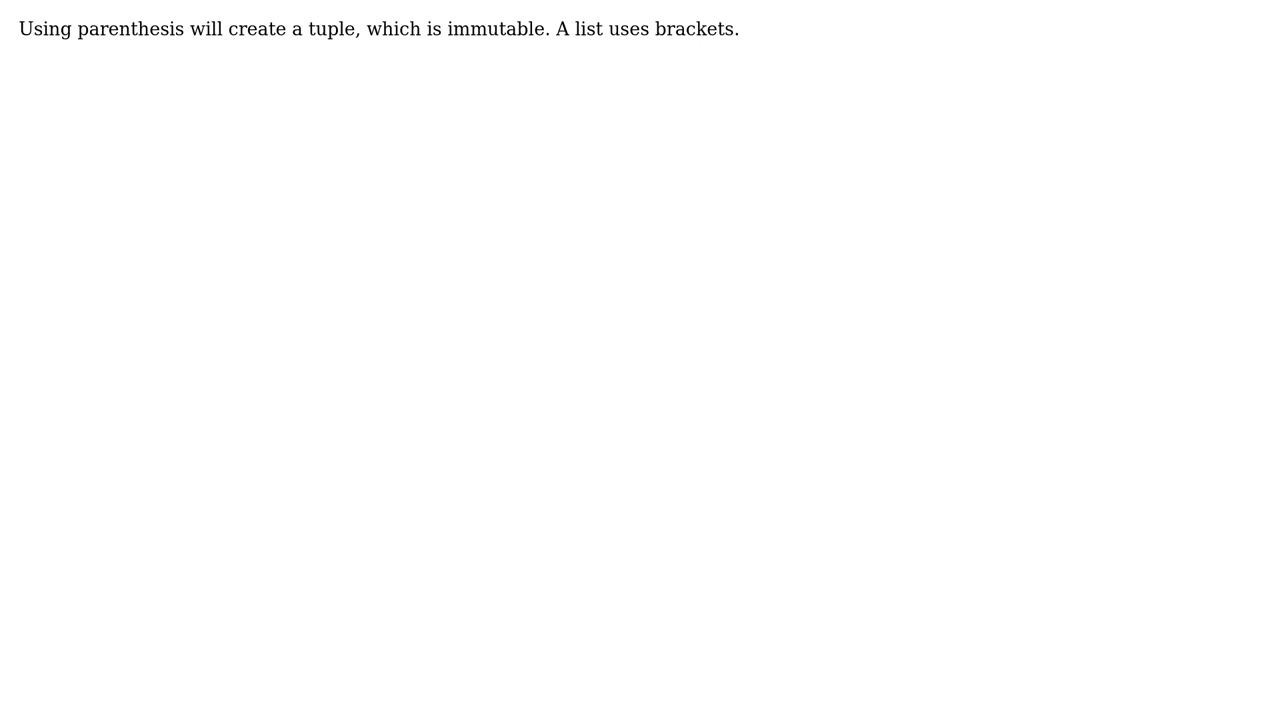 Using parenthesis will create a tuple, which is immutable. A list uses brackets.